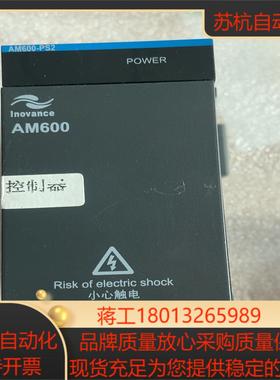 苏杭自动
AM600-PS2
POWER
Inovance
AM600
控制器
Risk of electric shock
小心触电
蒋工18013265989
自动化
品牌质量放心采购质量保
开票
现货充足为您提供稳定的